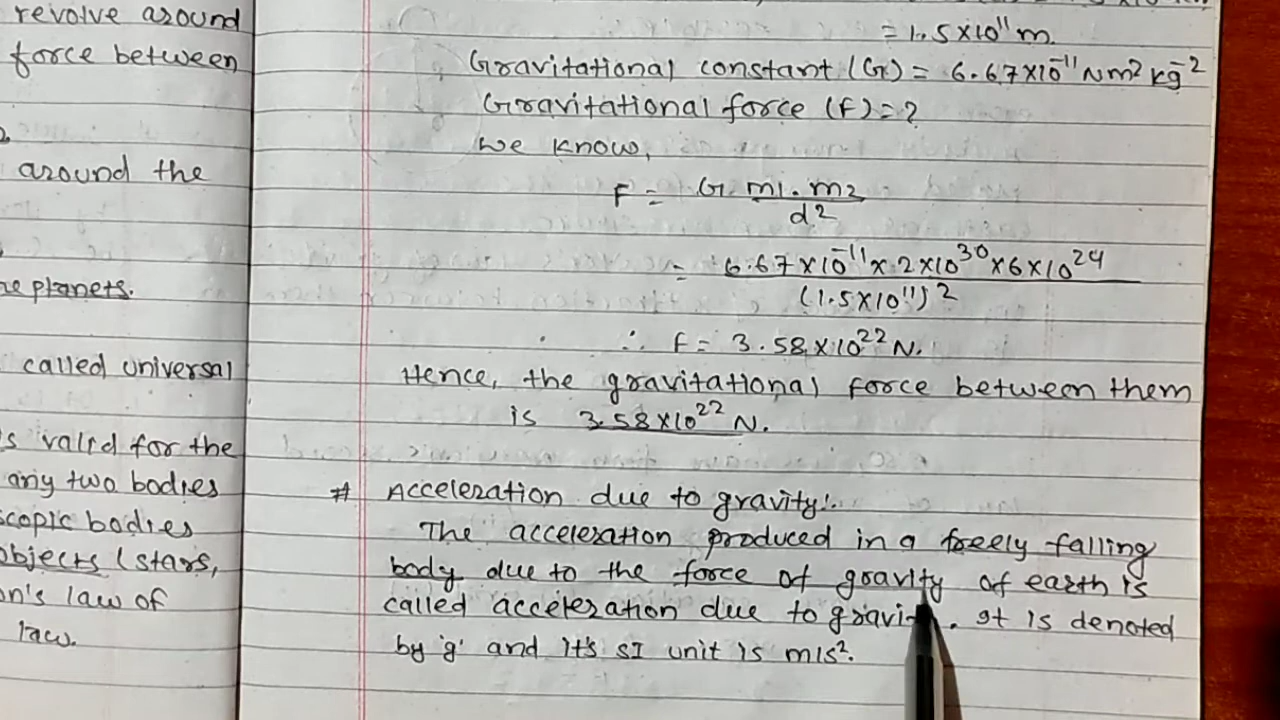 revolve around
force between
around the
planets.
called universal
valid for the
any two bodies
scopic bodies
objects (stars,
on's law of
law.
= 1.5×10¹¹ m.
Gravitational constant (G) = 6.67×10⁻¹¹ Nm² kg⁻²
Gravitational force (F) = ?
we know,
F = G. m1. m2
d²
= 6.67×10⁻¹¹ × 2×10³⁰ × 6×10²⁴
(1.5×10¹¹)²
∴ F = 3.58×10²² N.
Hence, the gravitational force between them
is 3.58×10²² N.
# Acceleration due to gravity:.
The acceleration produced in a freely falling
body due to the force of gravity of earth is
called acceleration due to gravi . It is denoted
by 'g' and it's SI unit is m/s².